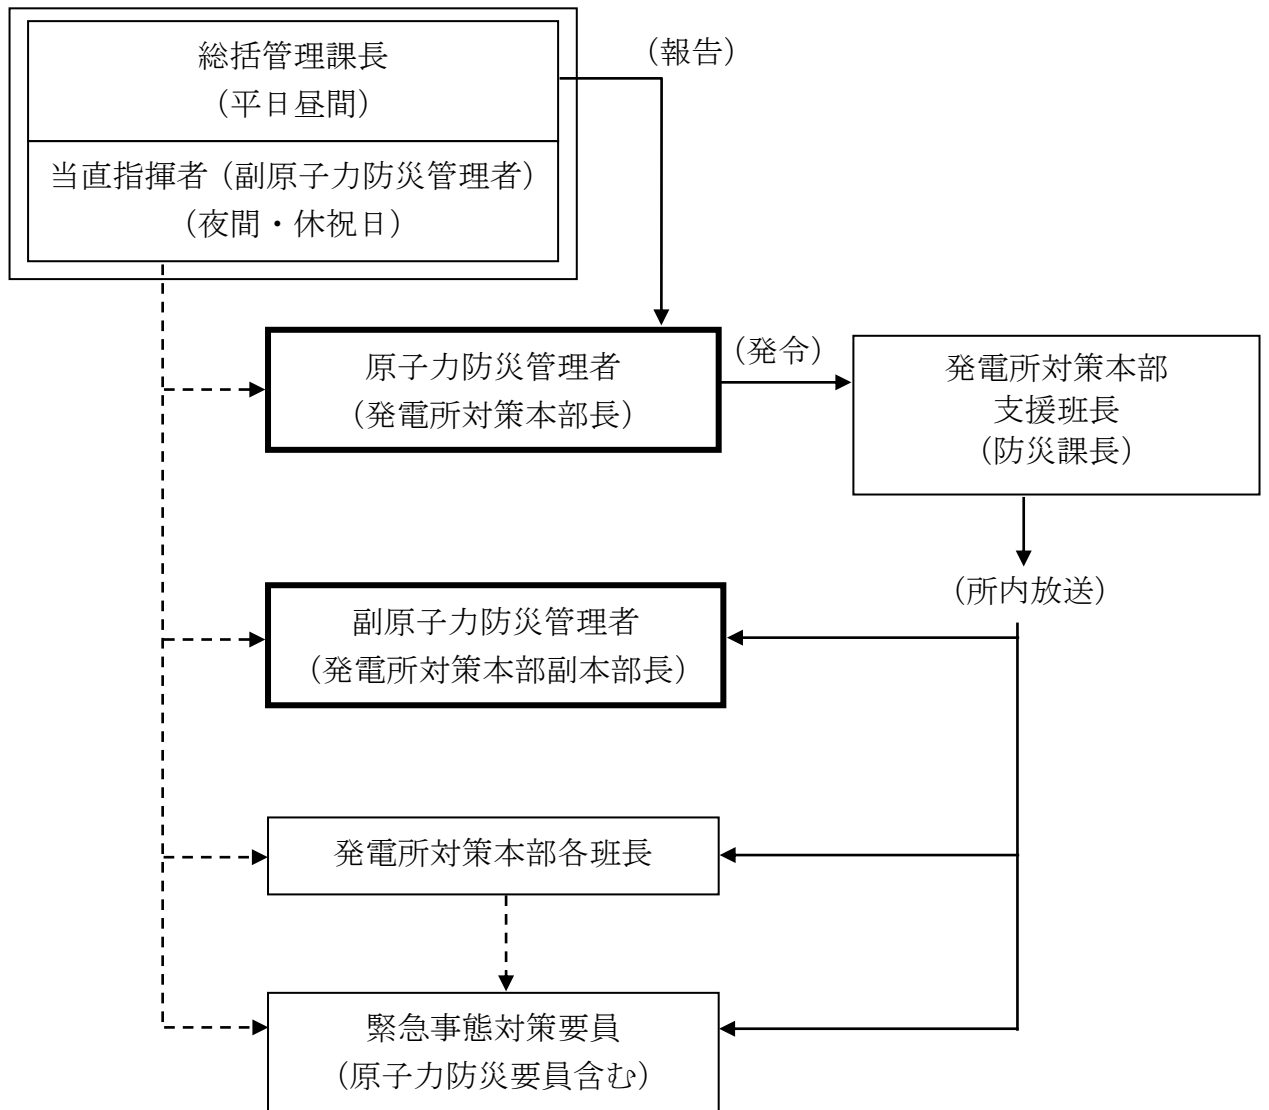 総括管理課長
（平日昼間）
（報告）
当直指揮者（副原子力防災管理者）
（夜間・休祝日）
原子力防災管理者
（発電所対策本部長）
（発令）
発電所対策本部
支援班長
（防災課長）
（所内放送）
副原子力防災管理者
（発電所対策本部副本部長）
発電所対策本部各班長
緊急事態対策要員
（原子力防災要員含む）